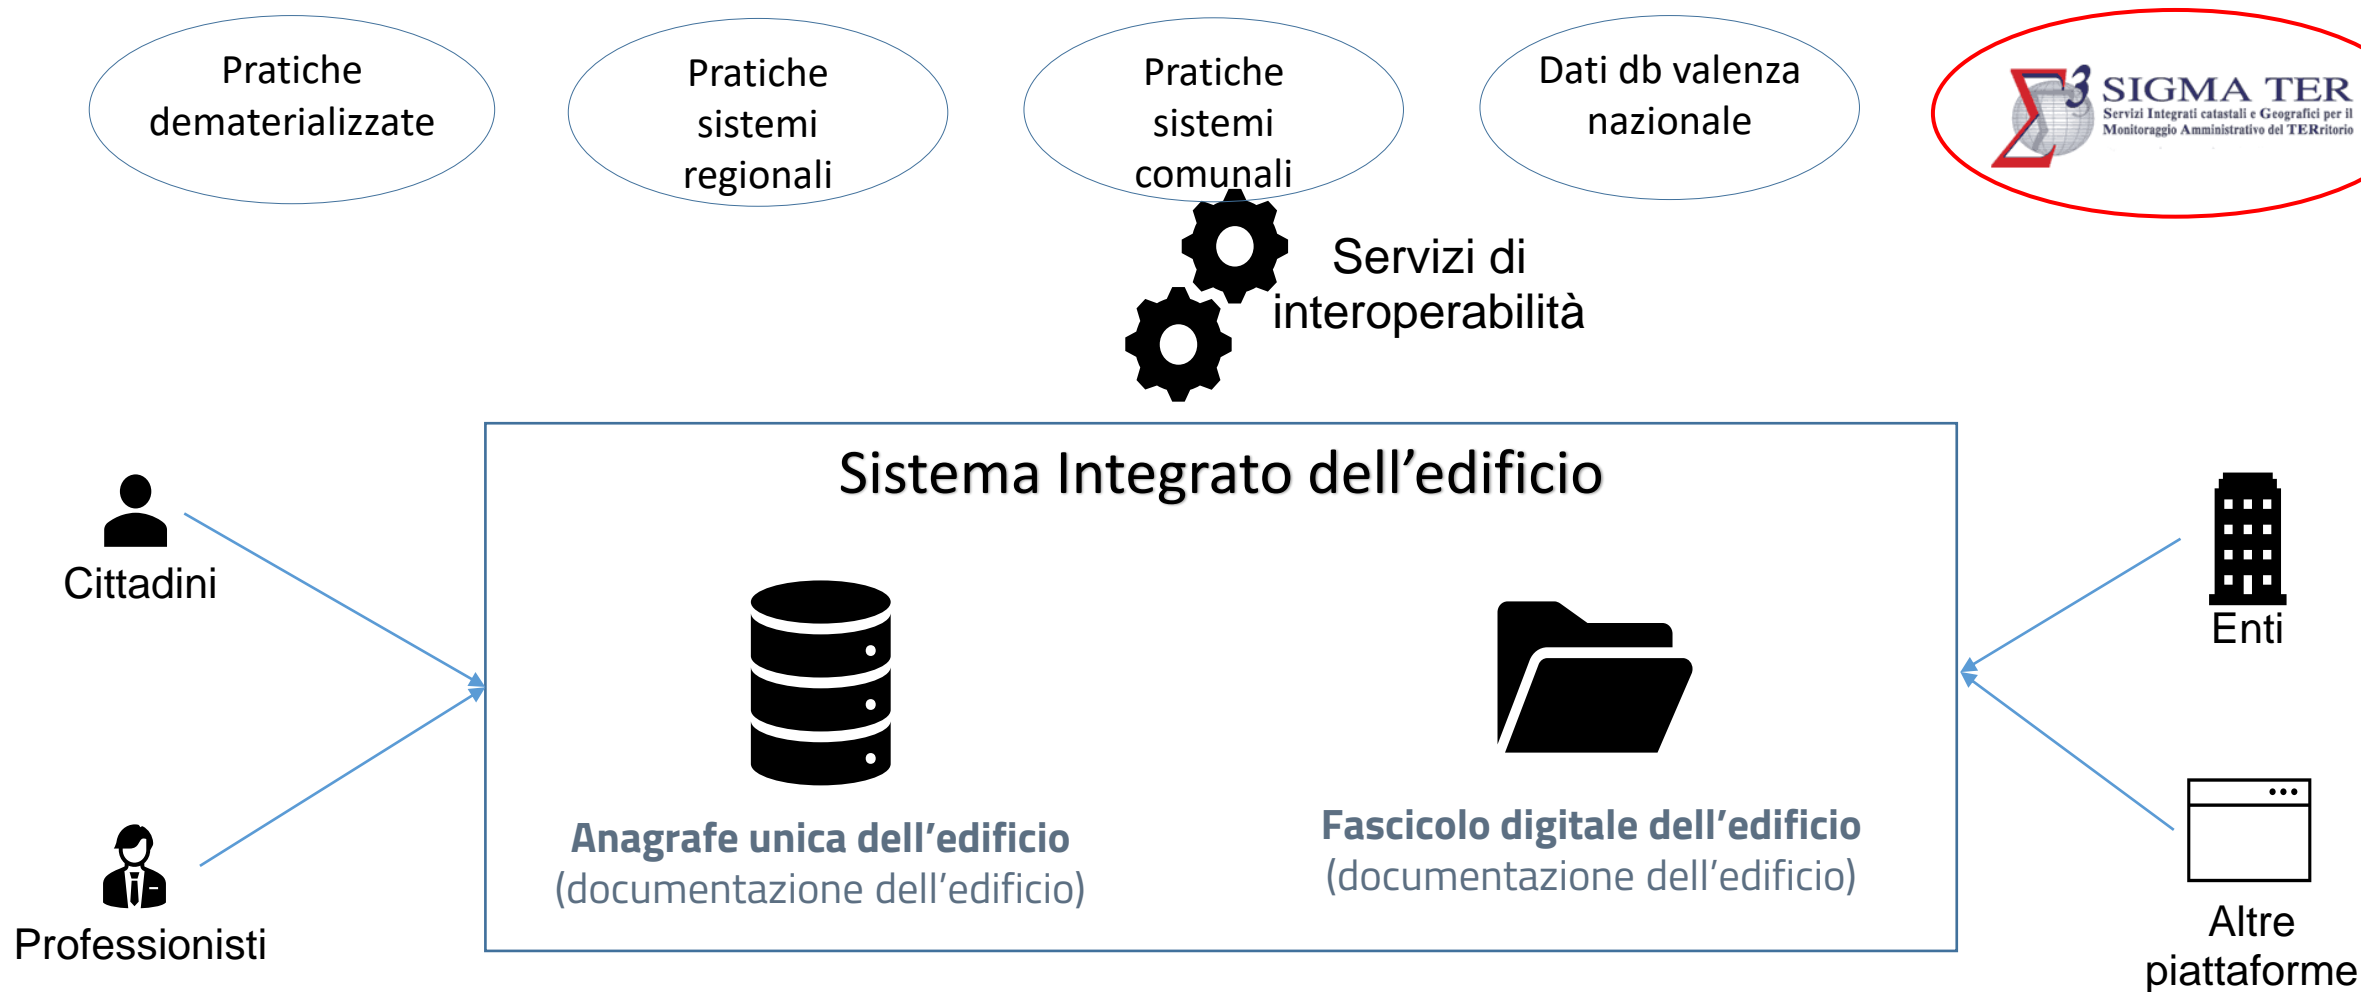 Pratiche
dematerializzate
Pratiche
sistemi
regionali
Pratiche
sistemi
comunali
Dati db valenza
nazionale
3 SIGMA TER
Servizi Integrati catastali e Geografici per il
Monitoraggio Amministrativo del TERritorio
Servizi di
interoperabilità
Sistema Integrato dell’edificio
Cittadini
Professionisti
Anagrafe unica dell’edificio
(documentazione dell’edificio)
Fascicolo digitale dell’edificio
(documentazione dell’edificio)
Enti
Altre
piattaforme